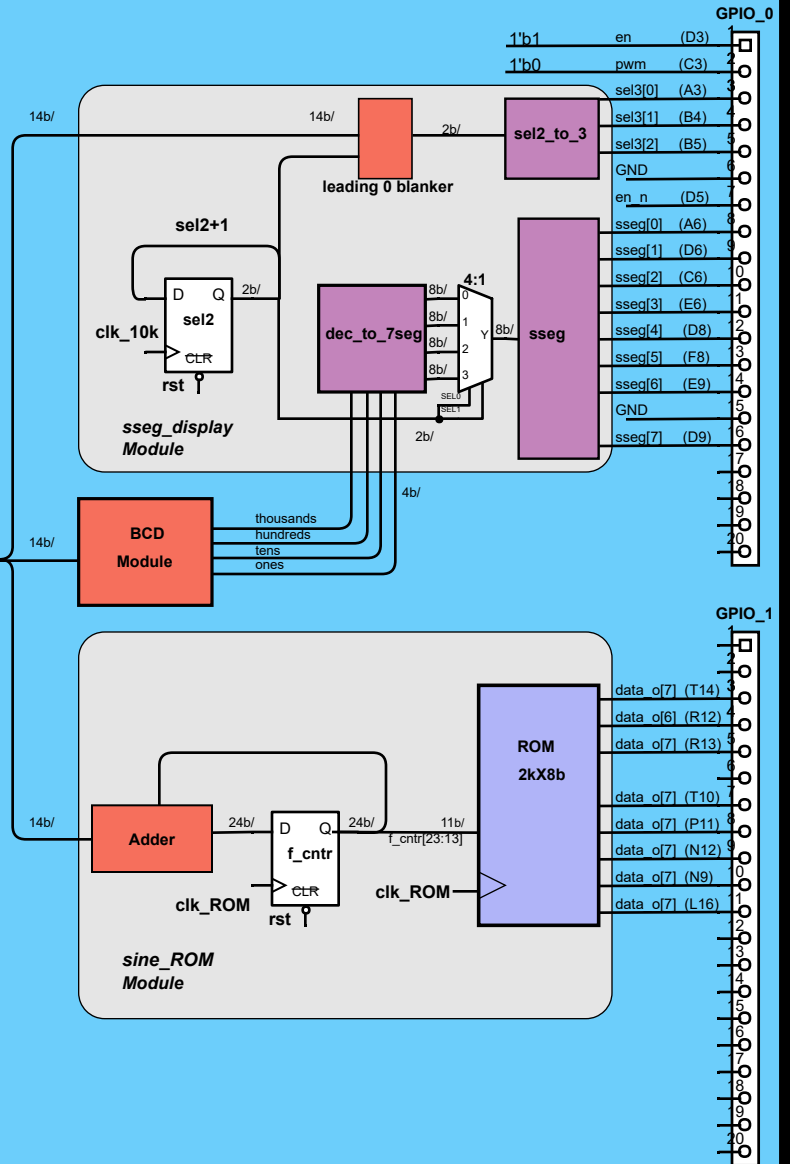 GPIO_0
1
1'b1 en (D3)
2
1'b0 pwm (C3)
3
sel3[0] (A3)
4
sel3[1] (B4)
5
sel3[2] (B5)
6
GND
7
en_n (D5)
8
sseg[0] (A6)
9
sseg[1] (D6)
10
sseg[2] (C6)
11
sseg[3] (E6)
12
sseg[4] (D8)
13
sseg[5] (F8)
14
sseg[6] (E9)
15
GND
16
sseg[7] (D9)
17
18
19
20
14b/
14b/
2b/
sel2_to_3
leading 0 blanker
sel2+1
D Q
2b/
sel2
clk_10k
CLR
rst
dec_to_7seg
8b/
8b/
8b/
8b/
4:1
0
1
2
3
Y
8b/
sseg
SEL0
SEL1
2b/
sseg_display
Module
4b/
14b/
BCD
Module
thousands
hundreds
tens
ones
GPIO_1
1
2
3
data_o[7] (T14)
4
data_o[6] (R12)
5
data_o[7] (R13)
6
7
data_o[7] (T10)
8
data_o[7] (P11)
9
data_o[7] (N12)
10
data_o[7] (N9)
11
data_o[7] (L16)
12
13
14
15
16
17
18
19
20
14b/
Adder
24b/
D Q
f_cntr
24b/
11b/
f_cntr[23:13]
ROM
2kX8b
clk_ROM
CLR
rst
clk_ROM
sine_ROM
Module